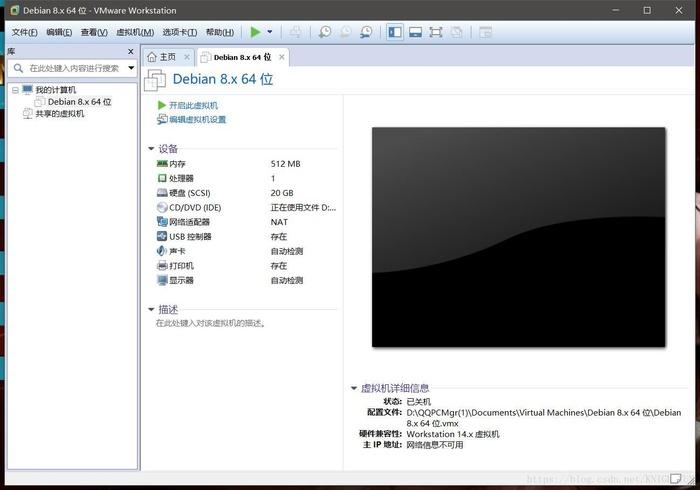 Debian 8.x 64 位 - VMware Workstation
文件(F) 编辑(E) 查看(V) 虚拟机(M) 选项卡(T) 帮助(H)
库
主页 Debian 8.x 64 位
在此处键入内容进行搜索
我的计算机
Debian 8.x 64 位
共享的虚拟机
Debian 8.x 64 位
开启此虚拟机
编辑虚拟机设置
设备
内存 512 MB
处理器 1
硬盘 (SCSI) 20 GB
CD/DVD (IDE) 正在使用文件 D:...
网络适配器 NAT
USB 控制器 存在
声卡 自动检测
打印机 存在
显示器 自动检测
描述
在此处键入对该虚拟机的描述。
虚拟机详细信息
状态: 已关机
配置文件: D:\QQPCMgr(1)\Documents\Virtual Machines\Debian 8.x 64 位\Debian
8.x 64 位.vmx
硬件兼容性: Workstation 14.x 虚拟机
主 IP 地址: 网络信息不可用